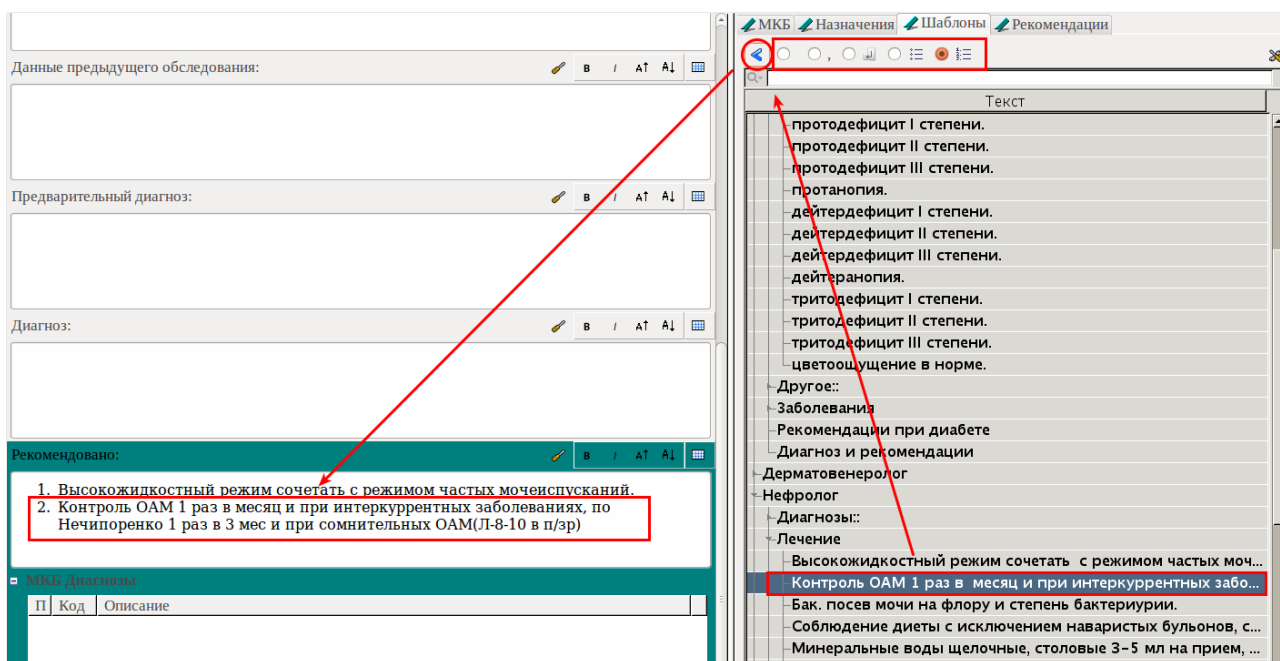 Данные предыдущего обследования:
B I A↑ A↓
Предварительный диагноз:
B I A↑ A↓
Диагноз:
B I A↑ A↓
Рекомендовано:
B I A↑ A↓
1. Высокожидкостный режим сочетать с режимом частых мочеиспусканий.
2. Контроль ОАМ 1 раз в месяц и при интеркуррентных заболеваниях, по
Нечипоренко 1 раз в 3 мес и при сомнительных ОАМ(Л-8-10 в п/зр)
МКБ Диагнозы
П Код Описание
МКБ Назначения Шаблоны Рекомендации
,
Текст
протодефицит I степени.
протодефицит II степени.
протодефицит III степени.
протанопия.
дейтердефицит I степени.
дейтердефицит II степени.
дейтердефицит III степени.
дейтеранопия.
тритодефицит I степени.
тритодефицит II степени.
тритодефицит III степени.
цветоощущение в норме.
Другое::
Заболевания
Рекомендации при диабете
Диагноз и рекомендации
Дерматовенеролог
Нефролог
Диагнозы::
Лечение
Высокожидкостный режим сочетать с режимом частых моч...
Контроль ОАМ 1 раз в месяц и при интеркуррентных забо...
Бак. посев мочи на флору и степень бактериурии.
Соблюдение диеты с исключением наваристых бульонов, с...
Минеральные воды щелочные, столовые 3-5 мл на прием, ...